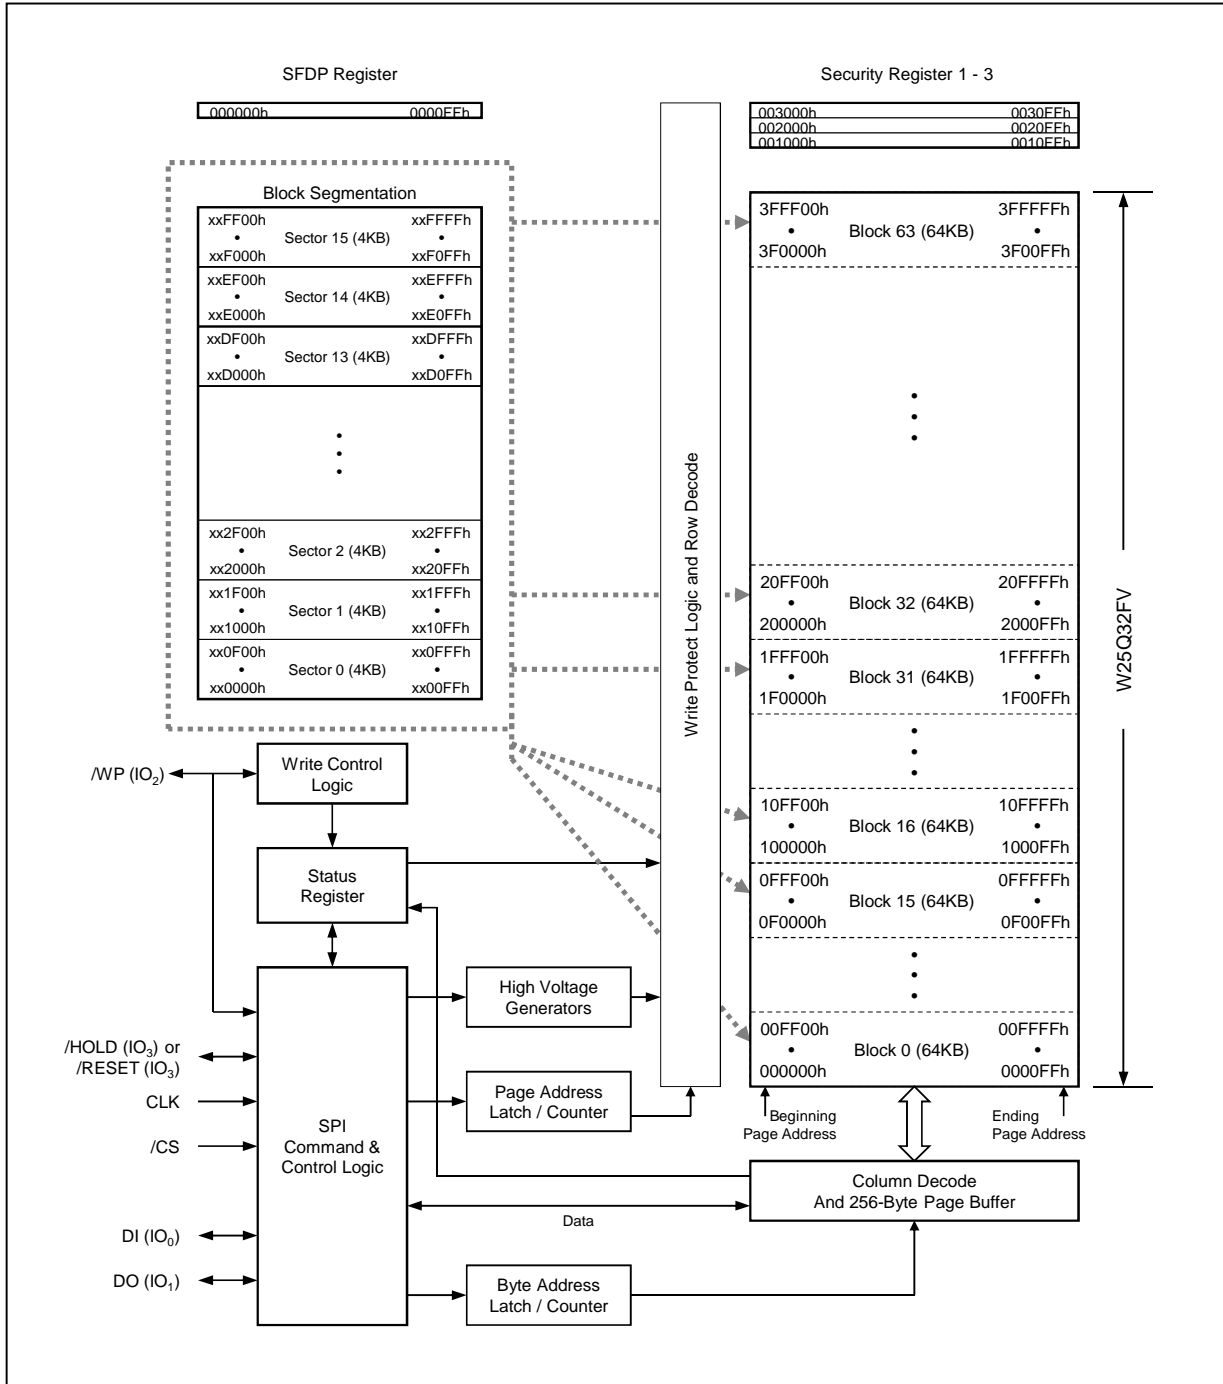 SFDP Register
000000h 0000FFh
Security Register 1 - 3
003000h 0030FFh
002000h 0020FFh
001000h 0010FFh
Block Segmentation
xxFF00h xxFFFFh
• Sector 15 (4KB) •
xxF000h xxF0FFh
xxEF00h xxEFFFh
• Sector 14 (4KB) •
xxE000h xxE0FFh
xxDF00h xxDFFFh
• Sector 13 (4KB) •
xxD000h xxD0FFh
xx2F00h xx2FFFh
• Sector 2 (4KB) •
xx2000h xx20FFh
xx1F00h xx1FFFh
• Sector 1 (4KB) •
xx1000h xx10FFh
xx0F00h xx0FFFh
• Sector 0 (4KB) •
xx0000h xx00FFh
Write Protect Logic and Row Decode
3FFF00h 3FFFFFh
• Block 63 (64KB) •
3F0000h 3F00FFh
20FF00h 20FFFFh
• Block 32 (64KB) •
200000h 2000FFh
1FFF00h 1FFFFFh
• Block 31 (64KB) •
1F0000h 1F00FFh
10FF00h 10FFFFh
• Block 16 (64KB) •
100000h 1000FFh
0FFF00h 0FFFFFh
• Block 15 (64KB) •
0F0000h 0F00FFh
00FF00h 00FFFFh
• Block 0 (64KB) •
000000h 0000FFh
W25Q32FV
Beginning
Page Address
Ending
Page Address
/WP (IO₂)
Write Control
Logic
Status
Register
/HOLD (IO₃) or
/RESET (IO₃)
CLK
/CS
DI (IO₀)
DO (IO₁)
SPI
Command &
Control Logic
High Voltage
Generators
Page Address
Latch / Counter
Column Decode
And 256-Byte Page Buffer
Data
Byte Address
Latch / Counter